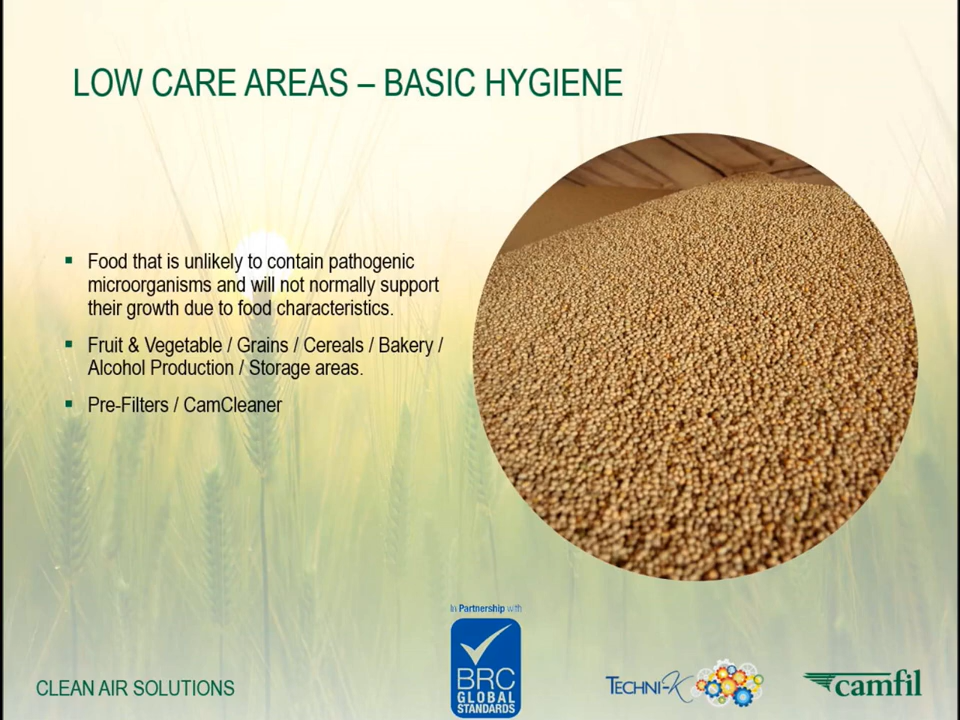 LOW CARE AREAS – BASIC HYGIENE
▪ Food that is unlikely to contain pathogenic
microorganisms and will not normally support
their growth due to food characteristics.
▪ Fruit & Vegetable / Grains / Cereals / Bakery /
Alcohol Production / Storage areas.
▪ Pre-Filters / CamCleaner
In Partnership with
BRC
GLOBAL
STANDARDS
CLEAN AIR SOLUTIONS
TECHNI-K
camfil